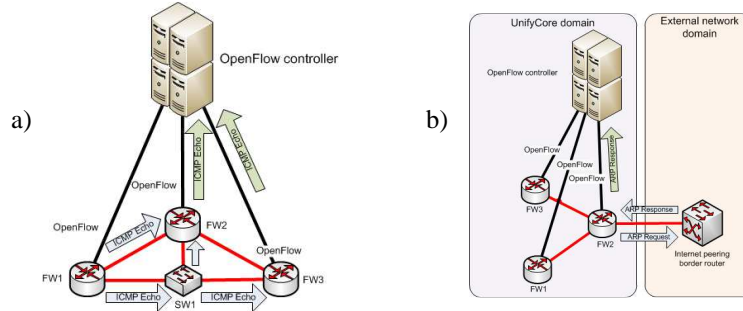 a)
OpenFlow controller
ICMP Echo
ICMP Echo
OpenFlow
OpenFlow
ICMP Echo
FW2
OpenFlow
FW1
SW1
FW3
ICMP Echo
ICMP Echo
b)
UnifyCore domain
External network
domain
OpenFlow controller
OpenFlow
OpenFlow
OpenFlow
ARP Response
FW3
ARP Response
FW2
ARP Request
Internet peering
border router
FW1